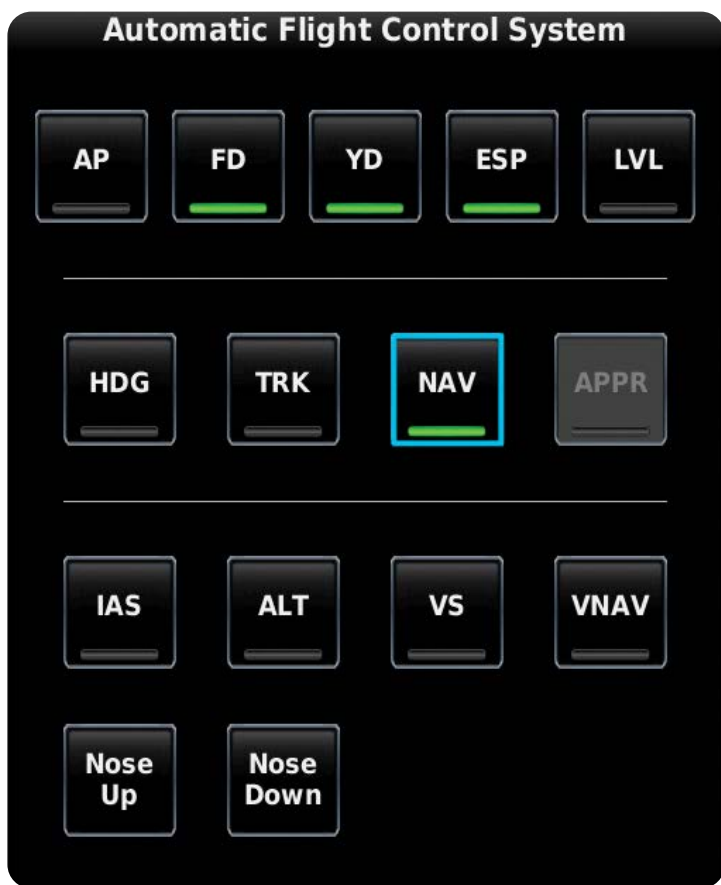 Automatic Flight Control System
AP FD YD ESP LVL
HDG TRK NAV APPR
IAS ALT VS VNAV
Nose Nose
Up Down